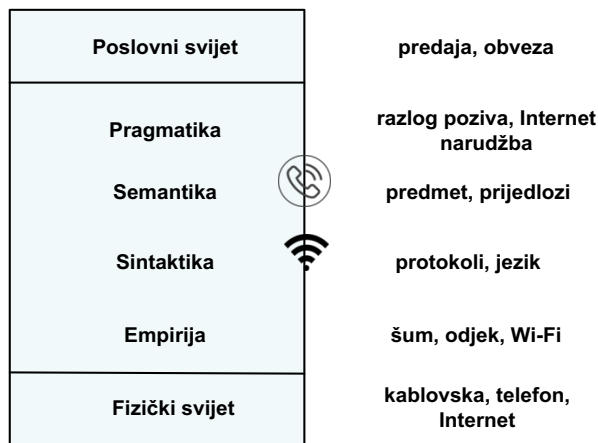 Poslovni svijet
predaja, obveza
Pragmatika
razlog poziva, Internet
narudžba
Semantika
predmet, prijedlozi
Sintaktika
protokoli, jezik
Empirija
šum, odjek, Wi-Fi
Fizički svijet
kablovska, telefon,
Internet